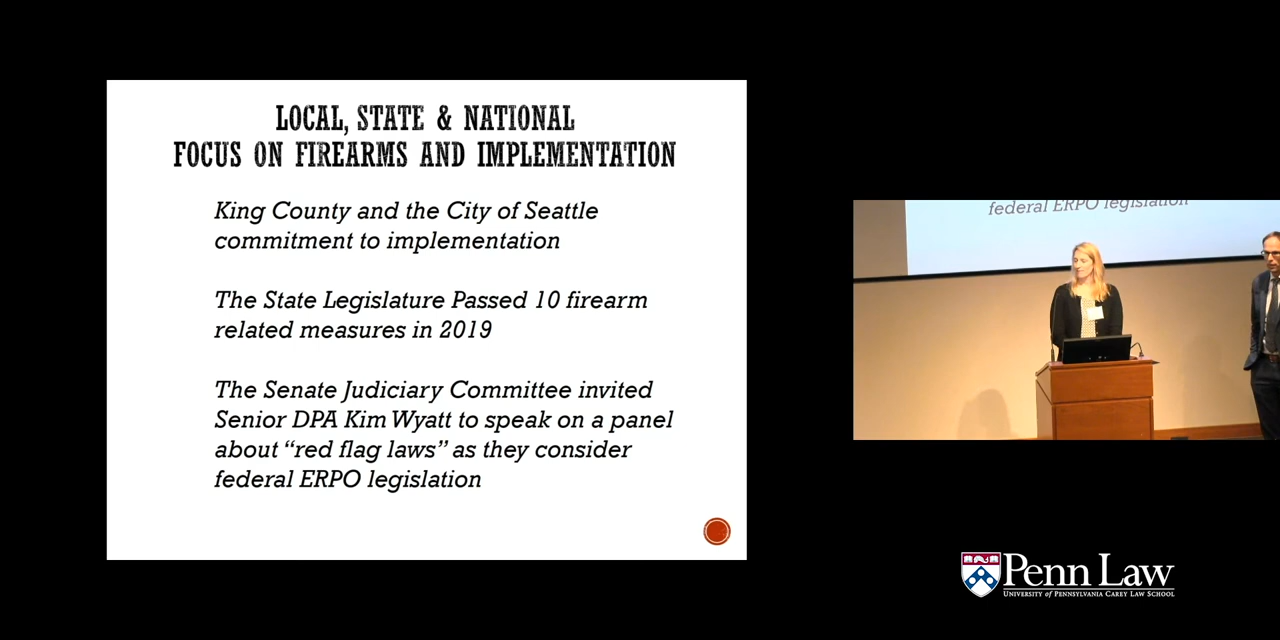 LOCAL, STATE & NATIONAL
FOCUS ON FIREARMS AND IMPLEMENTATION
King County and the City of Seattle
commitment to implementation
The State Legislature Passed 10 firearm
related measures in 2019
The Senate Judiciary Committee invited
Senior DPA Kim Wyatt to speak on a panel
about “red flag laws” as they consider
federal ERPO legislation
federal ERPO legislation
Penn Law
UNIVERSITY of PENNSYLVANIA CAREY LAW SCHOOL